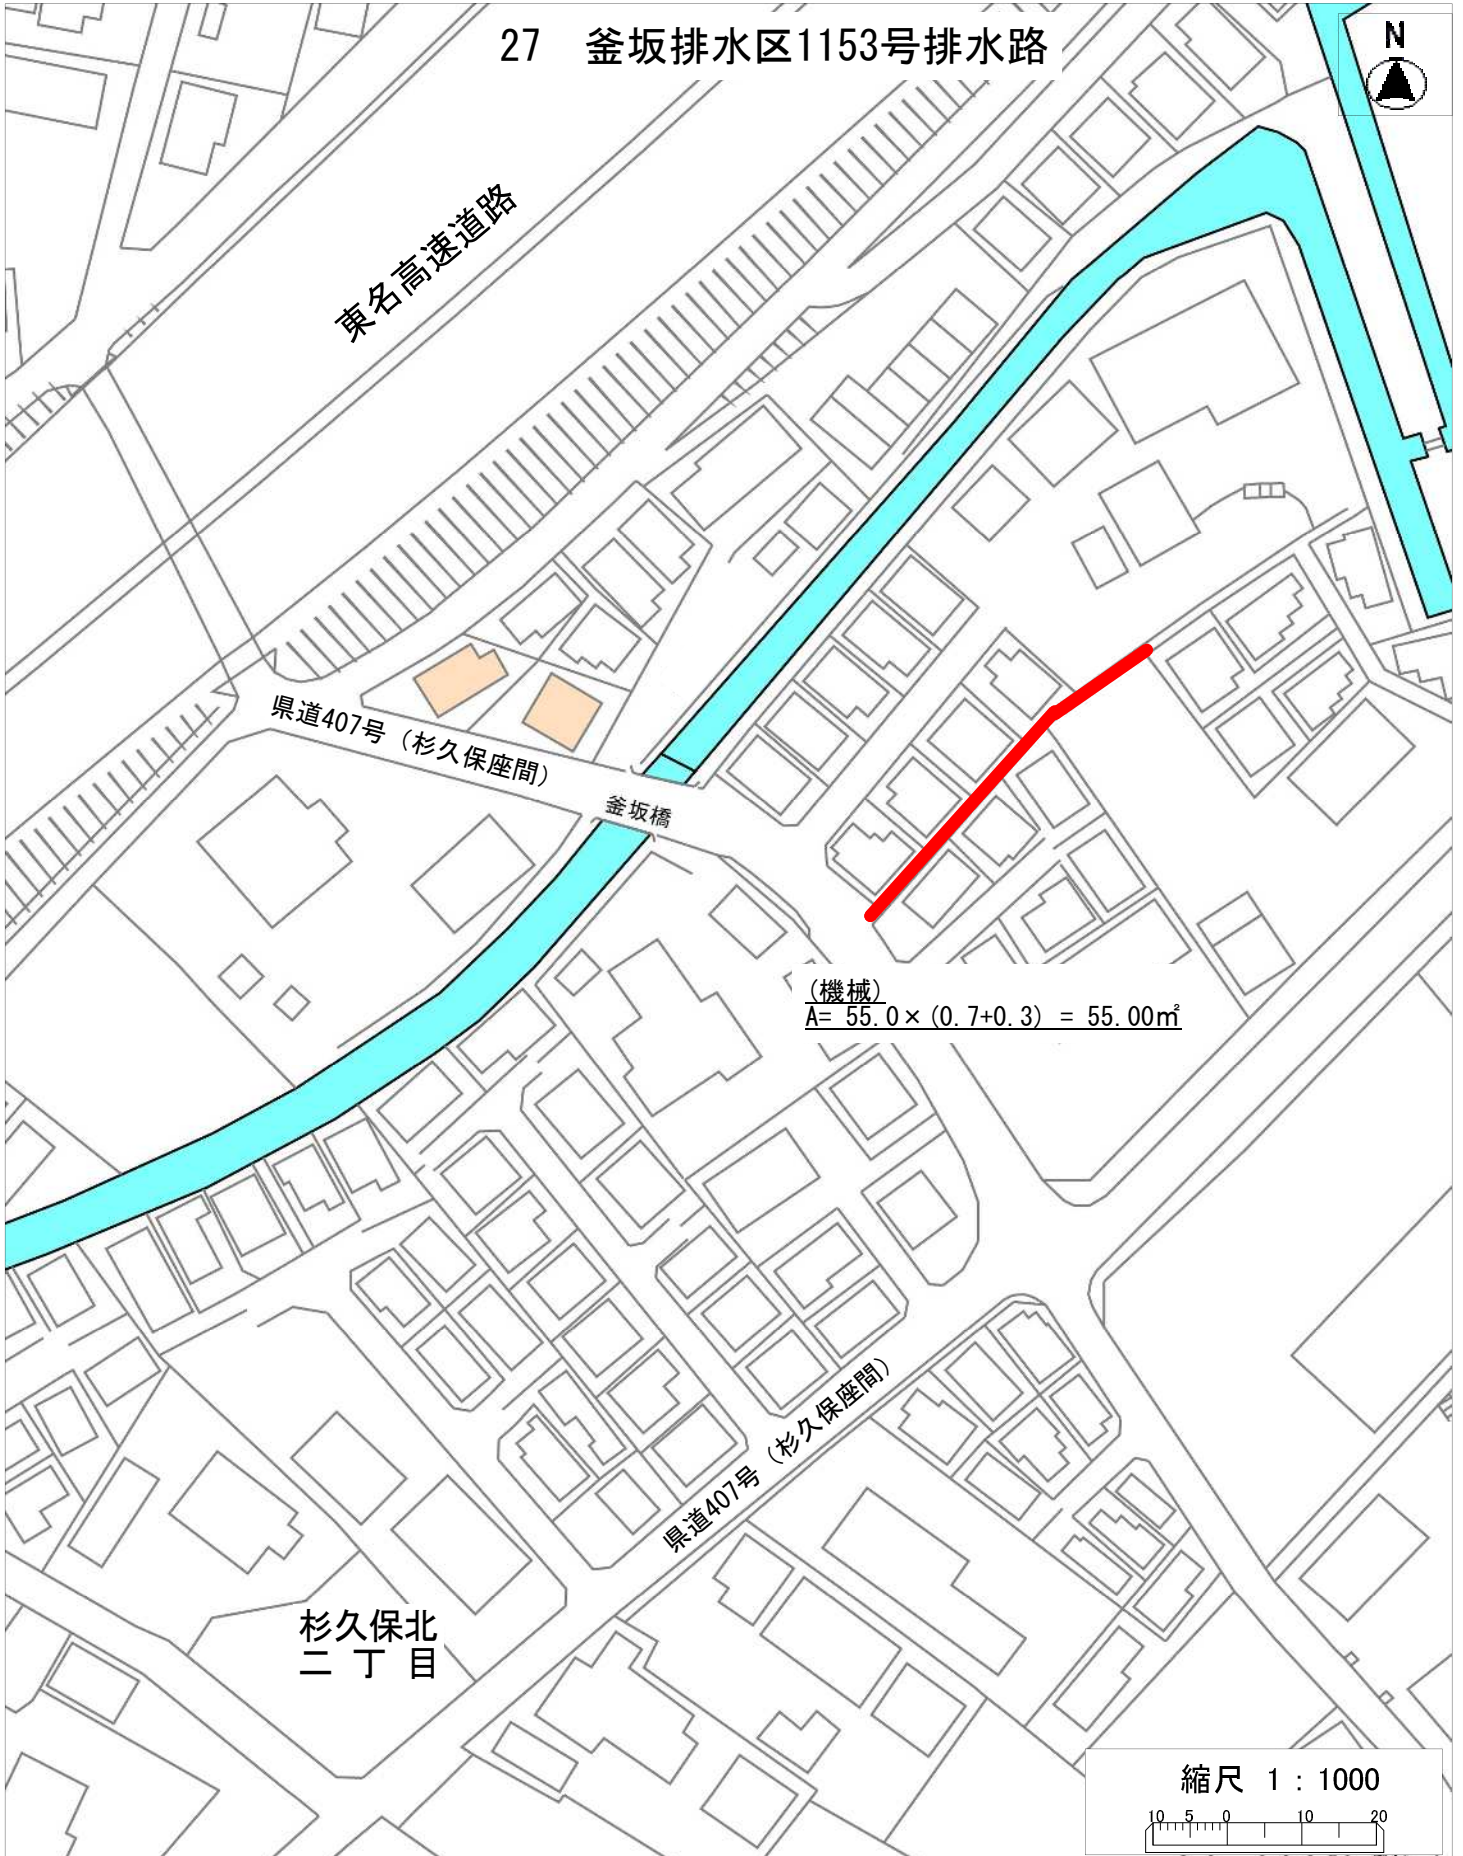 27　釜坂排水区1153号排水路
N
東名高速道路
県道407号（杉久保座間）
釜坂橋
(機械)
A= 55.0×(0.7+0.3) = 55.00㎡
県道407号（杉久保座間）
杉久保北
二 丁 目
縮尺 1：1000
10 5 0 10 20